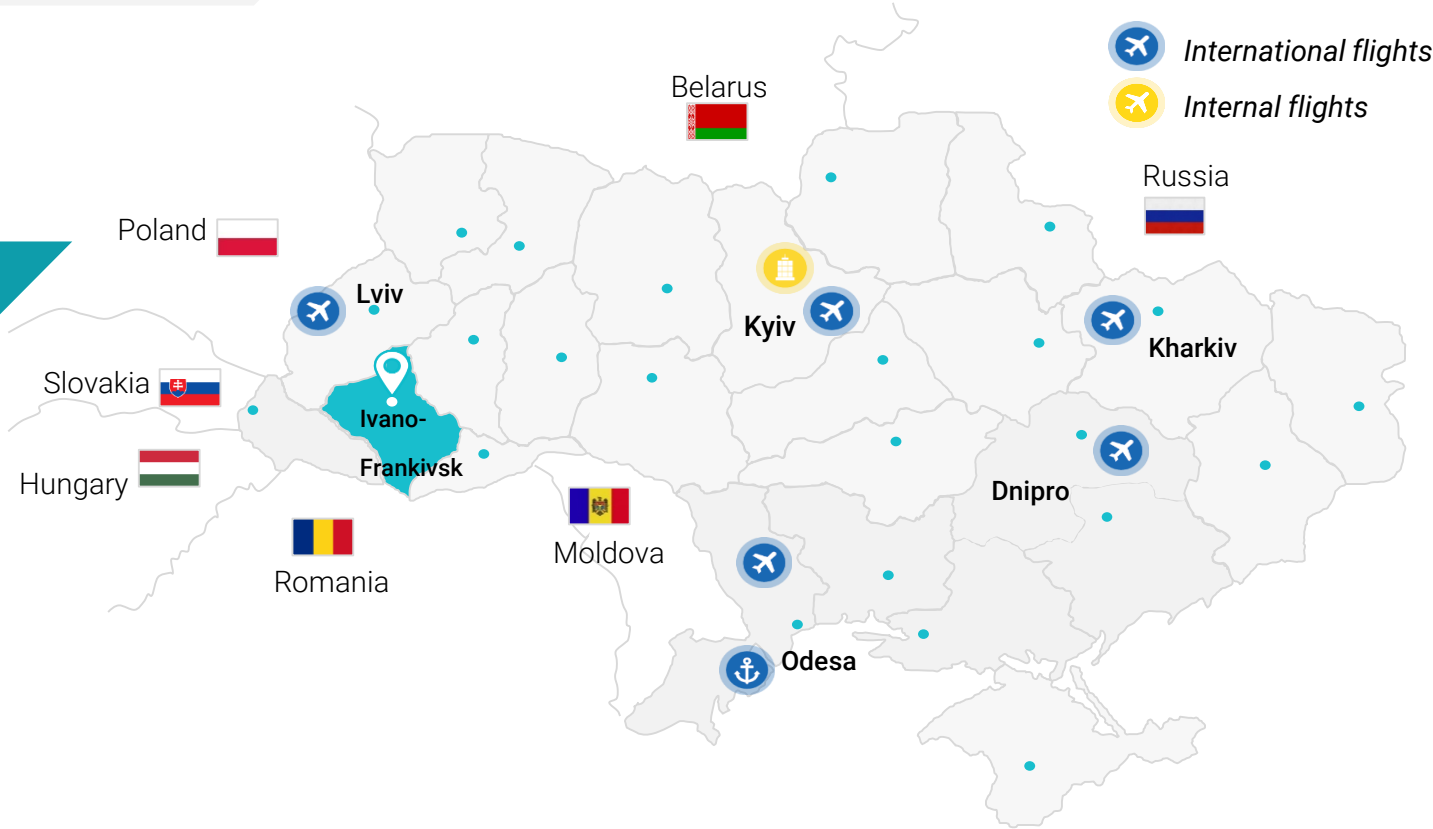 International flights
Internal flights
Belarus
Russia
Poland
Lviv
Kyiv
Kharkiv
Slovakia
Ivano-
Frankivsk
Hungary
Dnipro
Moldova
Romania
Odesa